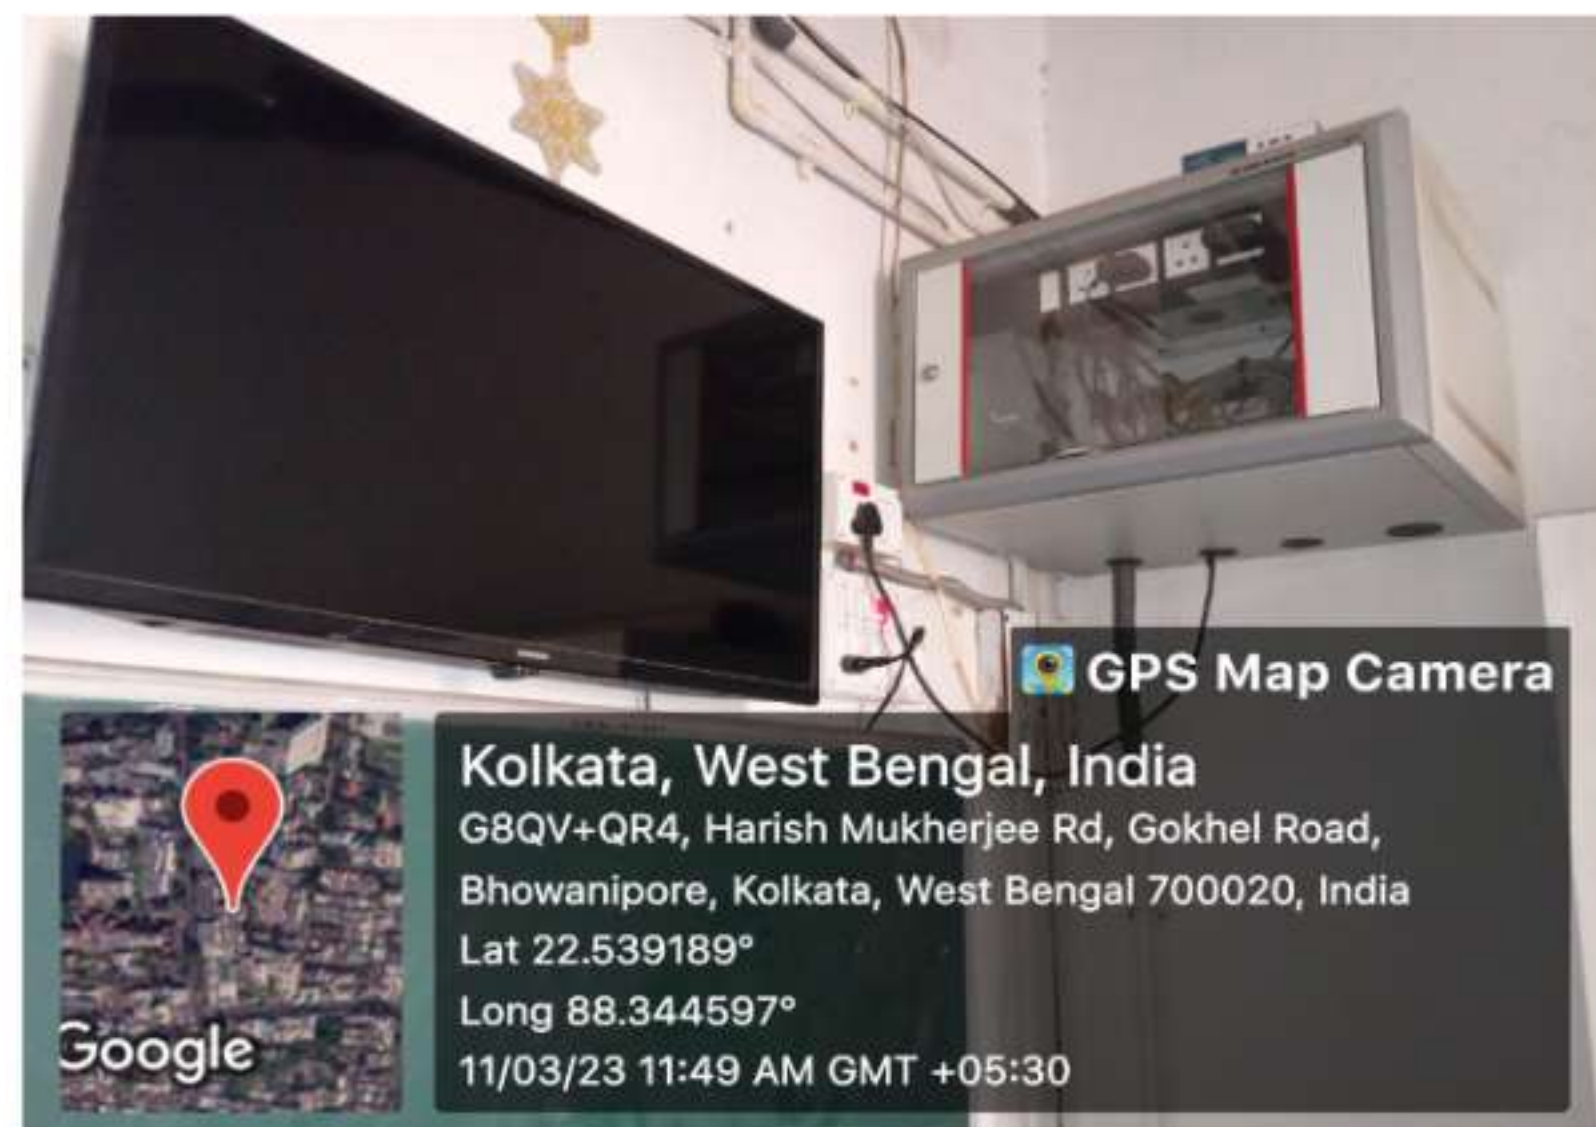 GPS Map Camera
Kolkata, West Bengal, India
G8QV+QR4, Harish Mukherjee Rd, Gokhel Road,
Bhowanipore, Kolkata, West Bengal 700020, India
Lat 22.539189°
Long 88.344597°
11/03/23 11:49 AM GMT +05:30
Google